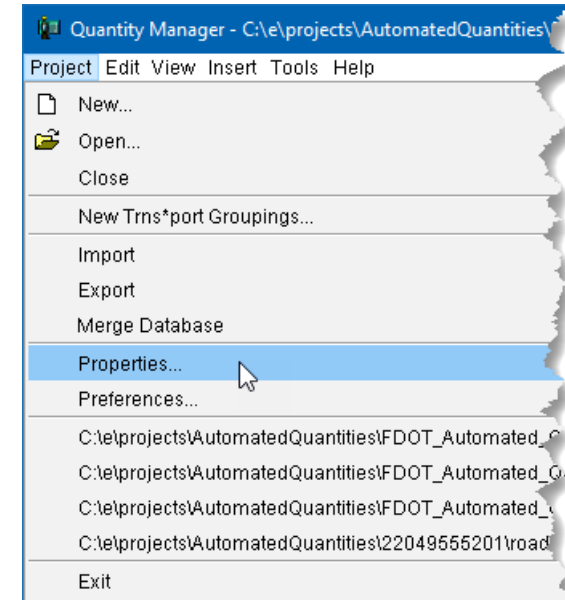 Quantity Manager - C:\e\projects\AutomatedQuantities\
Project Edit View Insert Tools Help
New...
Open...
Close
New Trns*port Groupings...
Import
Export
Merge Database
Properties...
Preferences...
C:\e\projects\AutomatedQuantities\FDOT_Automated_
C:\e\projects\AutomatedQuantities\FDOT_Automated_
C:\e\projects\AutomatedQuantities\FDOT_Automated_
C:\e\projects\AutomatedQuantities\22049555201\road
Exit